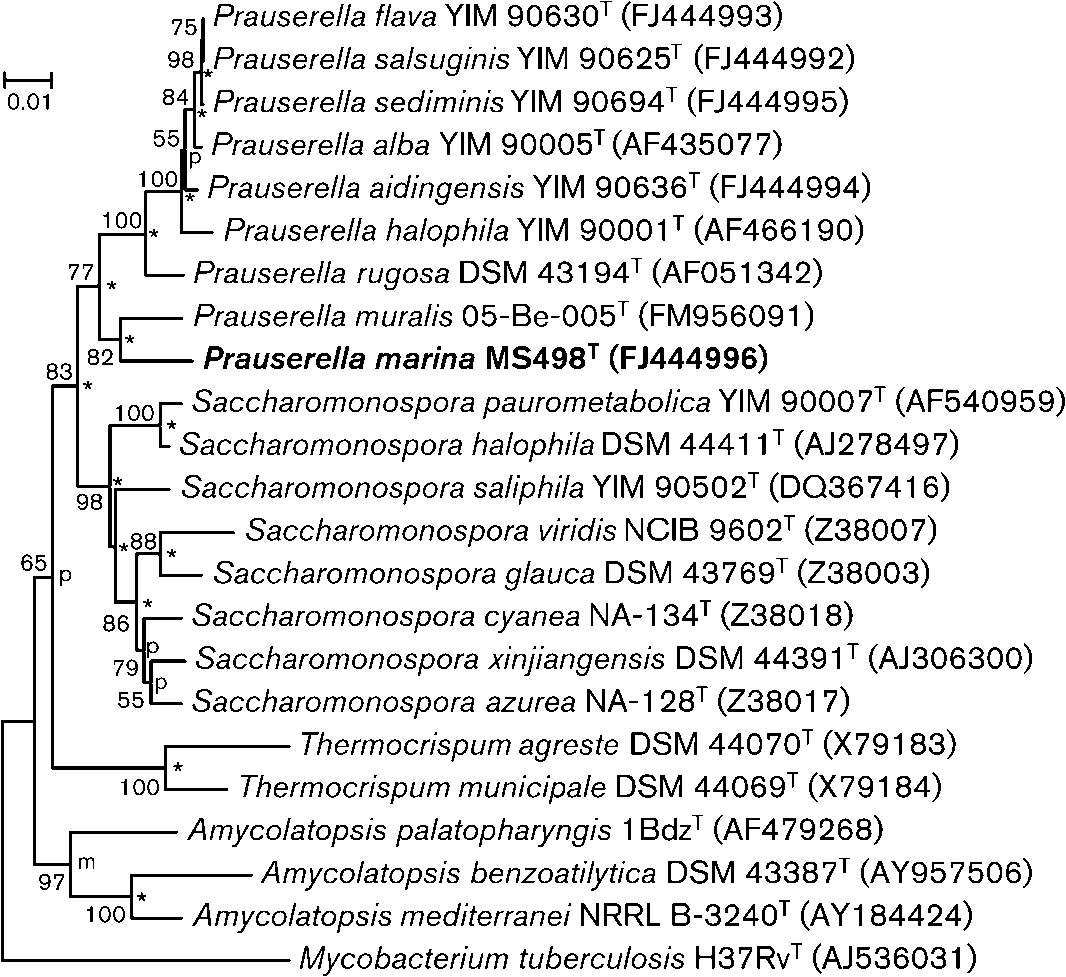 75
Prauserella flava YIM 90630ᵀ (FJ444993)
98
Prauserella salsuginis YIM 90625ᵀ (FJ444992)
*
0.01
84
Prauserella sediminis YIM 90694ᵀ (FJ444995)
*
55
Prauserella alba YIM 90005ᵀ (AF435077)
p
100
Prauserella aidingensis YIM 90636ᵀ (FJ444994)
*
100
*
Prauserella halophila YIM 90001ᵀ (AF466190)
77
Prauserella rugosa DSM 43194ᵀ (AF051342)
*
Prauserella muralis 05-Be-005ᵀ (FM956091)
*
82
Prauserella marina MS498ᵀ (FJ444996)
83
*
Saccharomonospora paurometabolica YIM 90007ᵀ (AF540959)
100
*
Saccharomonospora halophila DSM 44411ᵀ (AJ278497)
*
98
Saccharomonospora saliphila YIM 90502ᵀ (DQ367416)
Saccharomonospora viridis NCIB 9602ᵀ (Z38007)
*
88
*
65
p
Saccharomonospora glauca DSM 43769ᵀ (Z38003)
*
86
Saccharomonospora cyanea NA-134ᵀ (Z38018)
p
79
Saccharomonospora xinjiangensis DSM 44391ᵀ (AJ306300)
p
55
Saccharomonospora azurea NA-128ᵀ (Z38017)
Thermocrispum agreste DSM 44070ᵀ (X79183)
*
100
Thermocrispum municipale DSM 44069ᵀ (X79184)
Amycolatopsis palatopharyngis 1Bdzᵀ (AF479268)
m
97
Amycolatopsis benzoatilytica DSM 43387ᵀ (AY957506)
*
100
Amycolatopsis mediterranei NRRL B-3240ᵀ (AY184424)
Mycobacterium tuberculosis H37Rvᵀ (AJ536031)